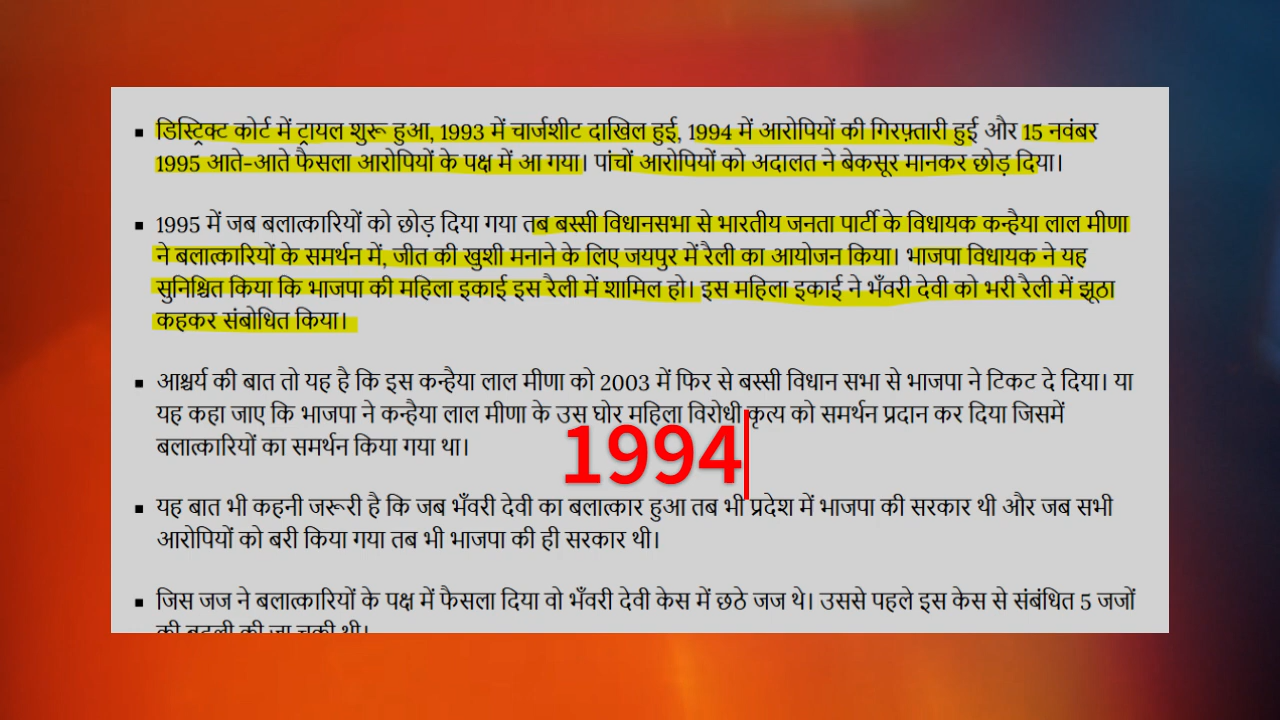 ▪ डिस्ट्रिक्ट कोर्ट में ट्रायल शुरू हुआ, 1993 में चार्जशीट दाखिल हुई, 1994 में आरोपियों की गिरफ़्तारी हुई और 15 नवंबर
1995 आते-आते फैसला आरोपियों के पक्ष में आ गया। पांचों आरोपियों को अदालत ने बेकसूर मानकर छोड़ दिया।
▪ 1995 में जब बलात्कारियों को छोड़ दिया गया तब बस्सी विधानसभा से भारतीय जनता पार्टी के विधायक कन्हैया लाल मीणा
ने बलात्कारियों के समर्थन में, जीत की खुशी मनाने के लिए जयपुर में रैली का आयोजन किया। भाजपा विधायक ने यह
सुनिश्चित किया कि भाजपा की महिला इकाई इस रैली में शामिल हो। इस महिला इकाई ने भँवरी देवी को भरी रैली में झूठा
कहकर संबोधित किया।
▪ आश्चर्य की बात तो यह है कि इस कन्हैया लाल मीणा को 2003 में फिर से बस्सी विधान सभा से भाजपा ने टिकट दे दिया। या
यह कहा जाए कि भाजपा ने कन्हैया लाल मीणा के उस घोर महिला विरोधी कृत्य को समर्थन प्रदान कर दिया जिसमें
बलात्कारियों का समर्थन किया गया था।
1994
▪ यह बात भी कहनी जरूरी है कि जब भँवरी देवी का बलात्कार हुआ तब भी प्रदेश में भाजपा की सरकार थी और जब सभी
आरोपियों को बरी किया गया तब भी भाजपा की ही सरकार थी।
▪ जिस जज ने बलात्कारियों के पक्ष में फैसला दिया वो भँवरी देवी केस में छठे जज थे। उससे पहले इस केस से संबंधित 5 जजों
की बदली की जा चुकी थी।